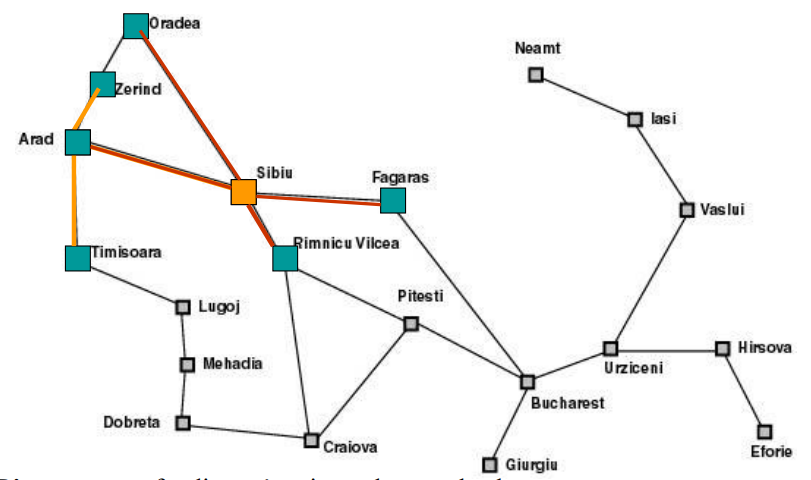 Oradea
Neamt
Zerind
Iasi
Arad
Sibiu
Fagaras
Vaslui
Rimnicu Vilcea
Timisoara
Pitesti
Lugoj
Hirsova
Mehadia
Urziceni
Bucharest
Dobreta
Craiova
Eforie
Giurgiu